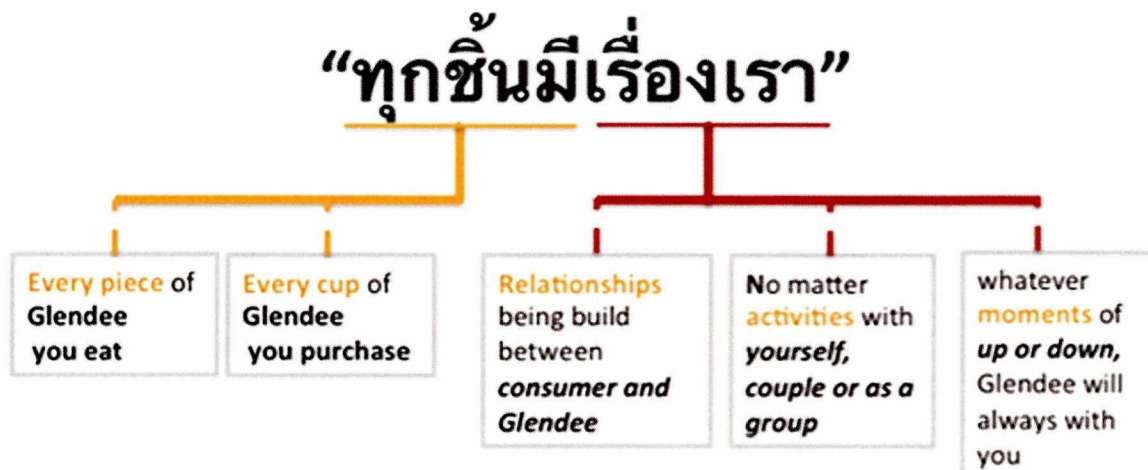 “ทุกชิ้นมีเรื่องเรา”
Every piece of
Glendee
you eat
Every cup of
Glendee
you purchase
Relationships
being build
between
consumer and
Glendee
No matter
activities with
yourself,
couple or as a
group
whatever
moments of
up or down,
Glendee will
always with
you